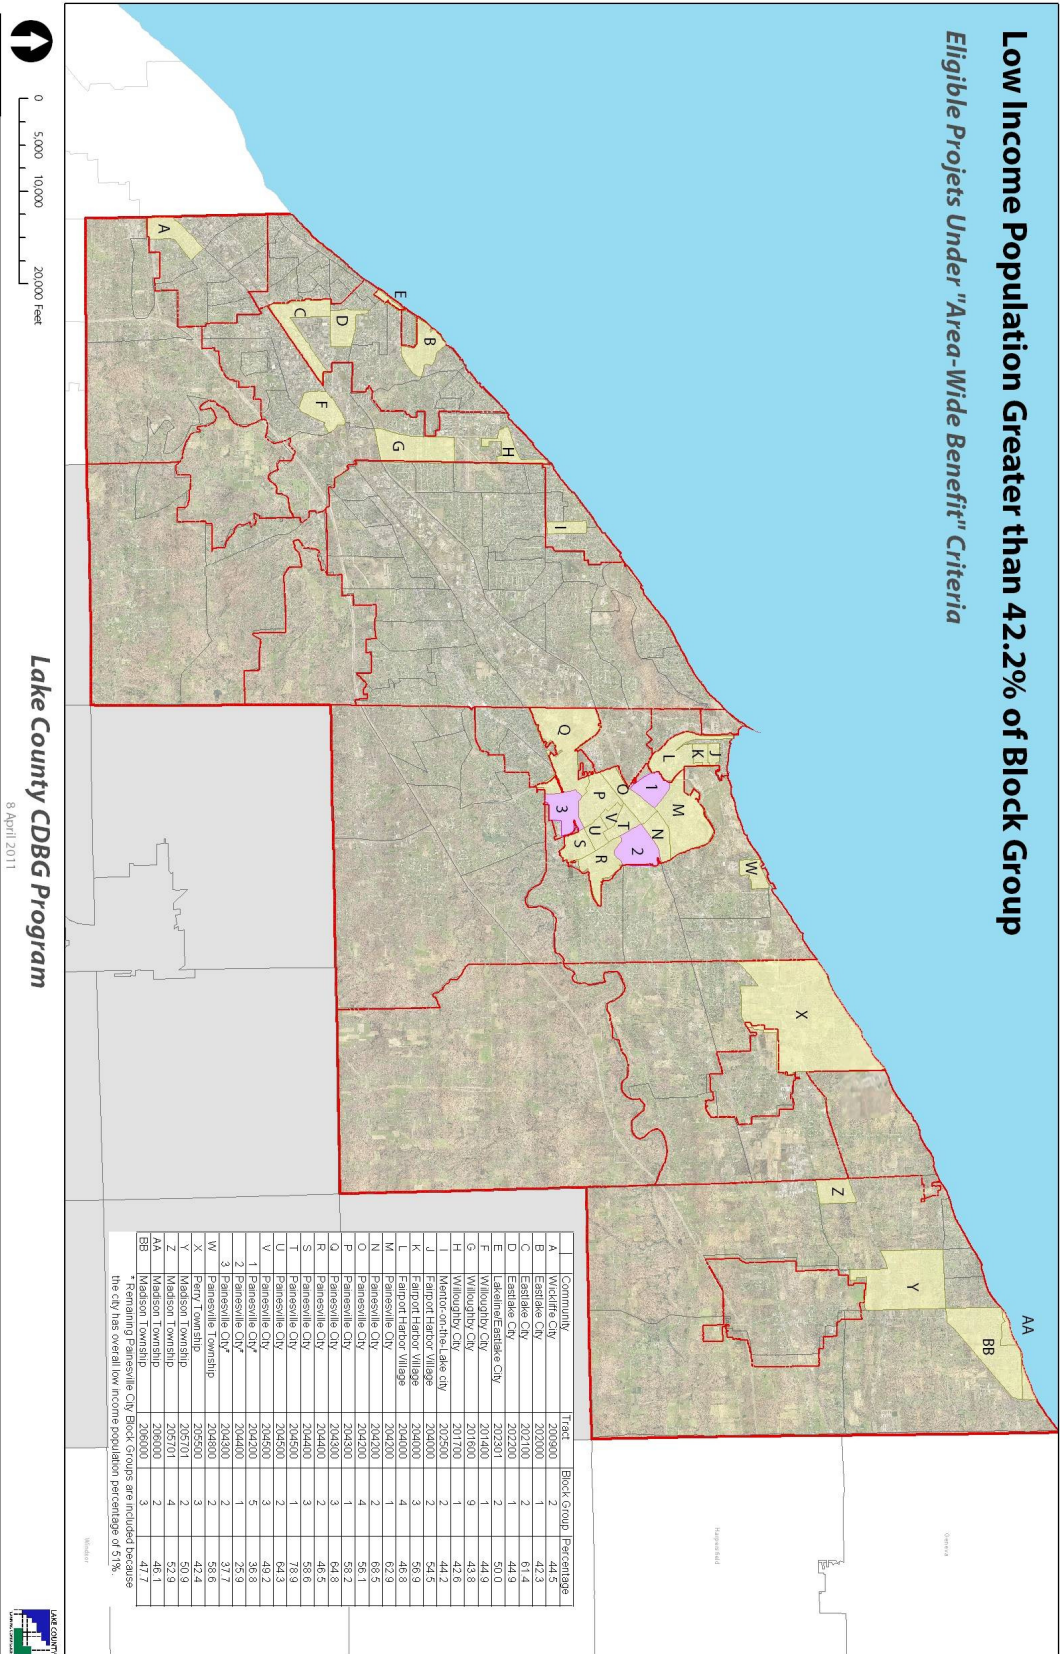 Low Income Population Greater than 42.2% of Block Group
Eligible Projets Under "Area-Wide Benefit" Criteria
A
B
C
D
E
F
G
H
I
J
K
L
M
N
O
P
Q
R
S
T
U
V
1
2
3
W
X
Y
Z
AA
BB
Geneva
Harpersfield
Windsor
Community Tract Block Group Percentage
A Wickliffe City 200900 2 44.5
B Eastlake City 202000 1 42.3
C Eastlake City 202100 2 61.4
D Eastlake City 202200 1 44.9
E Lakeline/Eastlake City 202301 2 50.0
F Willoughby City 201400 1 44.9
G Willoughby City 201600 9 43.8
H Willoughby City 201700 1 42.6
I Mentor-on-the-Lake city 202500 2 44.2
J Fairport Harbor Village 204000 2 54.5
K Fairport Harbor Village 204000 3 56.9
L Fairport Harbor Village 204000 4 46.8
M Painesville City 204200 1 62.9
N Painesville City 204200 2 68.5
O Painesville City 204200 4 56.1
P Painesville City 204300 1 58.2
Q Painesville City 204300 3 64.8
R Painesville City 204400 2 46.5
S Painesville City 204400 3 58.6
T Painesville City 204500 1 78.9
U Painesville City 204500 2 64.3
V Painesville City 204500 3 49.2
1 Painesville City* 204200 5 36.8
2 Painesville City* 204400 1 25.9
3 Painesville City* 204300 2 37.7
W Painesville Township 204800 2 58.6
X Perry Township 205500 3 42.4
Y Madison Township 205701 2 50.9
Z Madison Township 205701 4 52.9
AA Madison Township 206000 2 46.1
BB Madison Township 206000 3 47.7
* Remaining Painesville City Block Groups are included because
the city has overall low income population percentage of 51%.
0 5,000 10,000 20,000 Feet
Lake County CDBG Program
8 April 2011
LAKE COUNTY